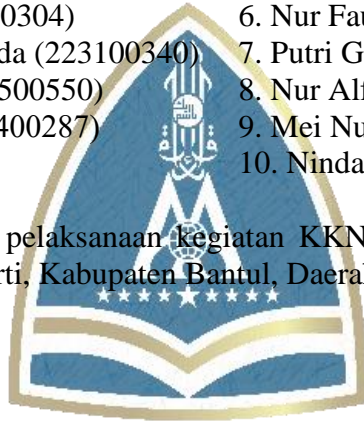 0304) 6. Nur Fau
da (223100340) 7. Putri G
500550) 8. Nur Alf
400287) 9. Mei Nu
10. Ninda
pelaksanaan kegiatan KKN
rti, Kabupaten Bantul, Daera